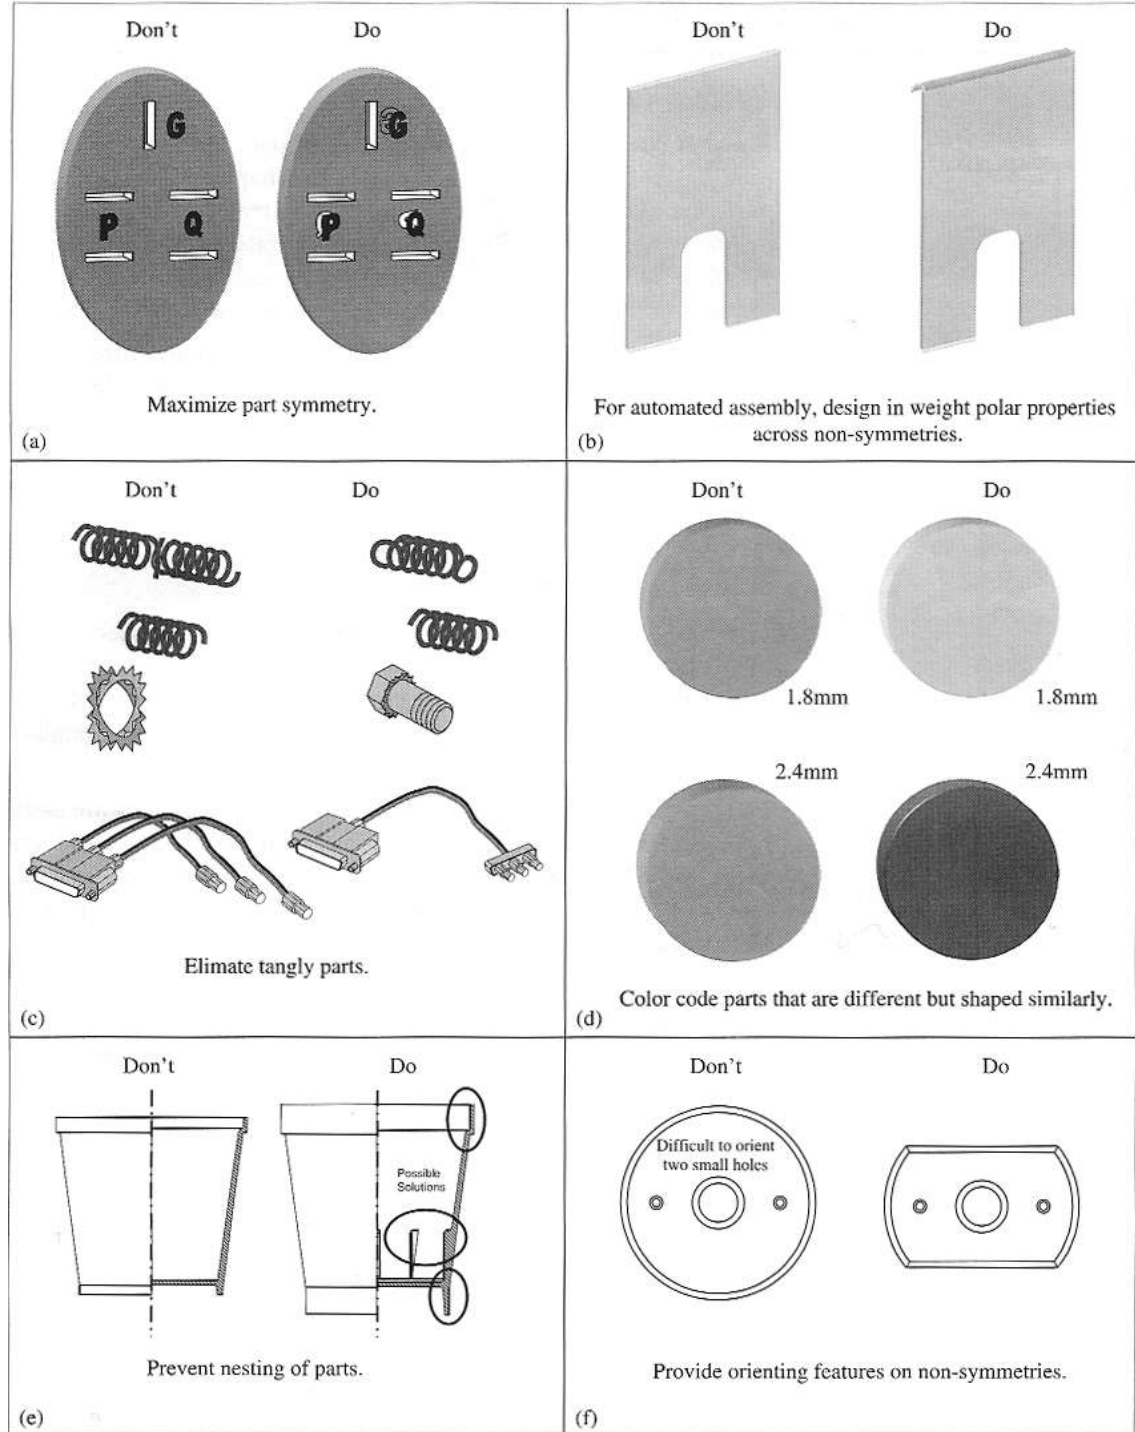 Don't
Do
G
G
P
Q
P
Q
Maximize part symmetry.
(a)
Don't
Do
For automated assembly, design in weight polar properties
across non-symmetries.
(b)
Don't
Do
Elimate tangly parts.
(c)
Don't
Do
1.8mm
1.8mm
2.4mm
2.4mm
Color code parts that are different but shaped similarly.
(d)
Don't
Do
Possible
Solutions
Prevent nesting of parts.
(e)
Don't
Do
Difficult to orient
two small holes
Provide orienting features on non-symmetries.
(f)